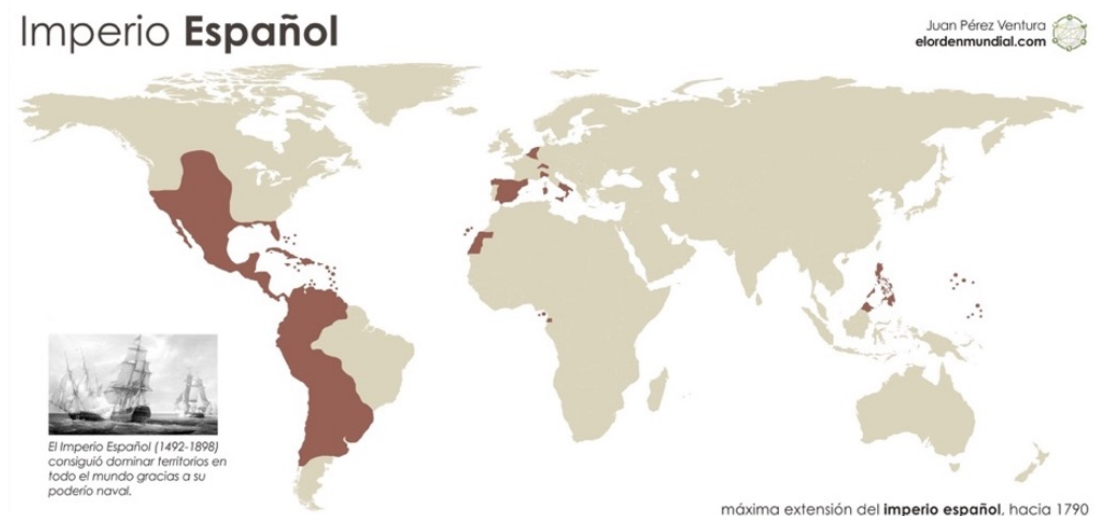 Imperio Español
Juan Pérez Ventura
elordenmundial.com
El Imperio Español (1492-1898)
consiguió dominar territorios en
todo el mundo gracias a su
poderío naval.
máxima extensión del imperio español, hacia 1790